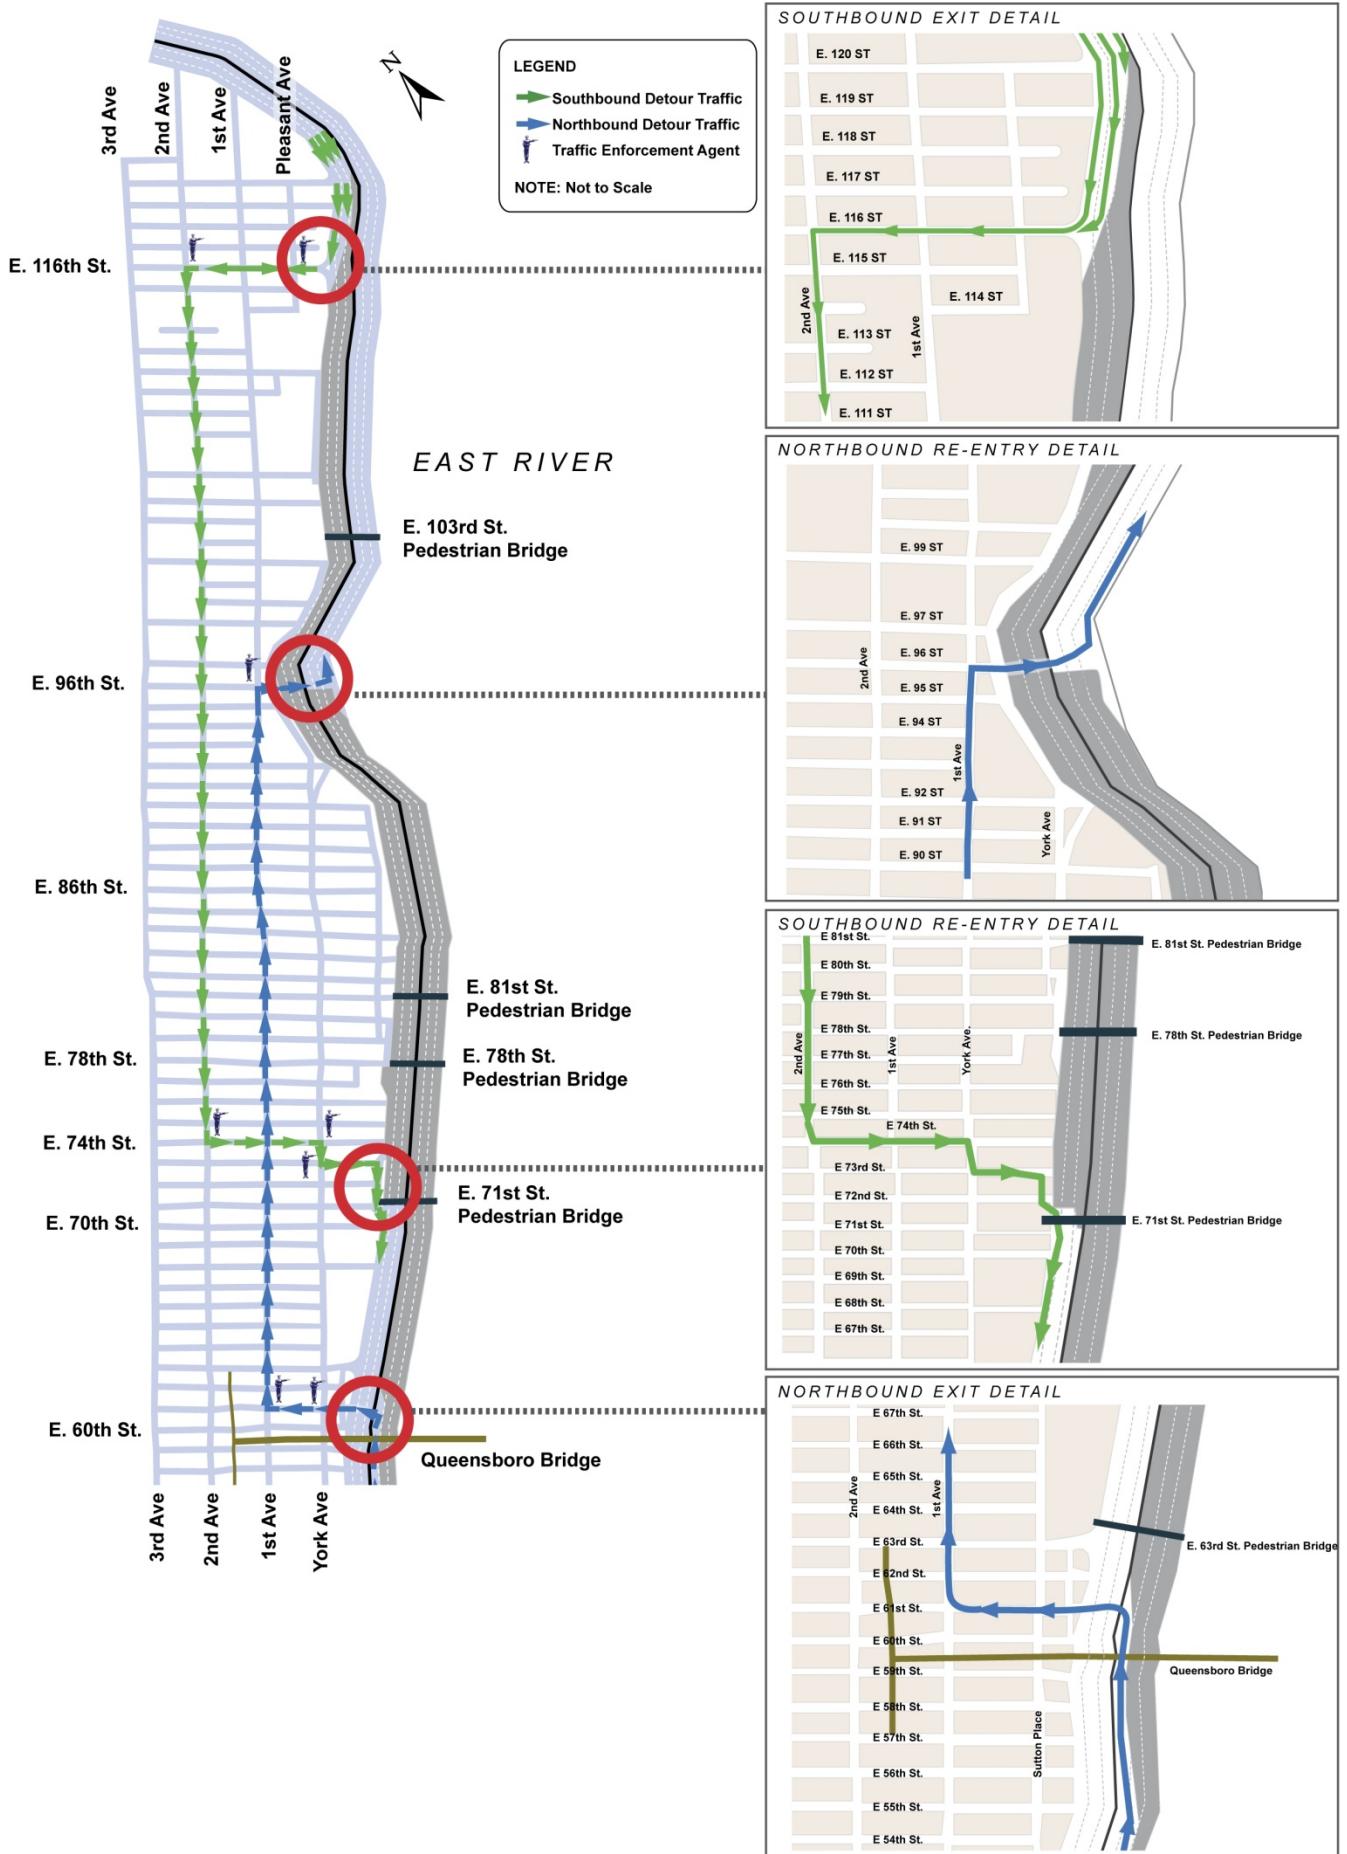 3rd Ave
2nd Ave
1st Ave
Pleasant Ave
N
LEGEND
Southbound Detour Traffic
Northbound Detour Traffic
Traffic Enforcement Agent
NOTE: Not to Scale
E. 116th St.
EAST RIVER
E. 103rd St.
Pedestrian Bridge
E. 96th St.
E. 86th St.
E. 81st St.
Pedestrian Bridge
E. 78th St.
E. 78th St.
Pedestrian Bridge
E. 74th St.
E. 71st St.
Pedestrian Bridge
E. 70th St.
E. 60th St.
Queensboro Bridge
3rd Ave
2nd Ave
1st Ave
York Ave
SOUTHBOUND EXIT DETAIL
E. 120 ST
E. 119 ST
E. 118 ST
E. 117 ST
E. 116 ST
E. 115 ST
E. 114 ST
2nd Ave
1st Ave
E. 113 ST
E. 112 ST
E. 111 ST
NORTHBOUND RE-ENTRY DETAIL
E. 99 ST
E. 97 ST
E. 96 ST
2nd Ave
E. 95 ST
E. 94 ST
1st Ave
E. 92 ST
E. 91 ST
York Ave
E. 90 ST
SOUTHBOUND RE-ENTRY DETAIL
E 81st St.
E. 81st St. Pedestrian Bridge
E 80th St.
E 79th St.
E 78th St.
E. 78th St. Pedestrian Bridge
2nd Ave
1st Ave
York Ave.
E 77th St.
E 76th St.
E 75th St.
E 74th St.
E 73rd St.
E 72nd St.
E 71st St.
E. 71st St. Pedestrian Bridge
E 70th St.
E 69th St.
E 68th St.
E 67th St.
NORTHBOUND EXIT DETAIL
E 67th St.
E 66th St.
E 65th St.
2nd Ave
1st Ave
E 64th St.
E 63rd St.
E. 63rd St. Pedestrian Bridge
E 62nd St.
E 61st St.
E 60th St.
E 59th St.
Queensboro Bridge
E 58th St.
E 57th St.
Sutton Place
E 56th St.
E 55th St.
E 54th St.